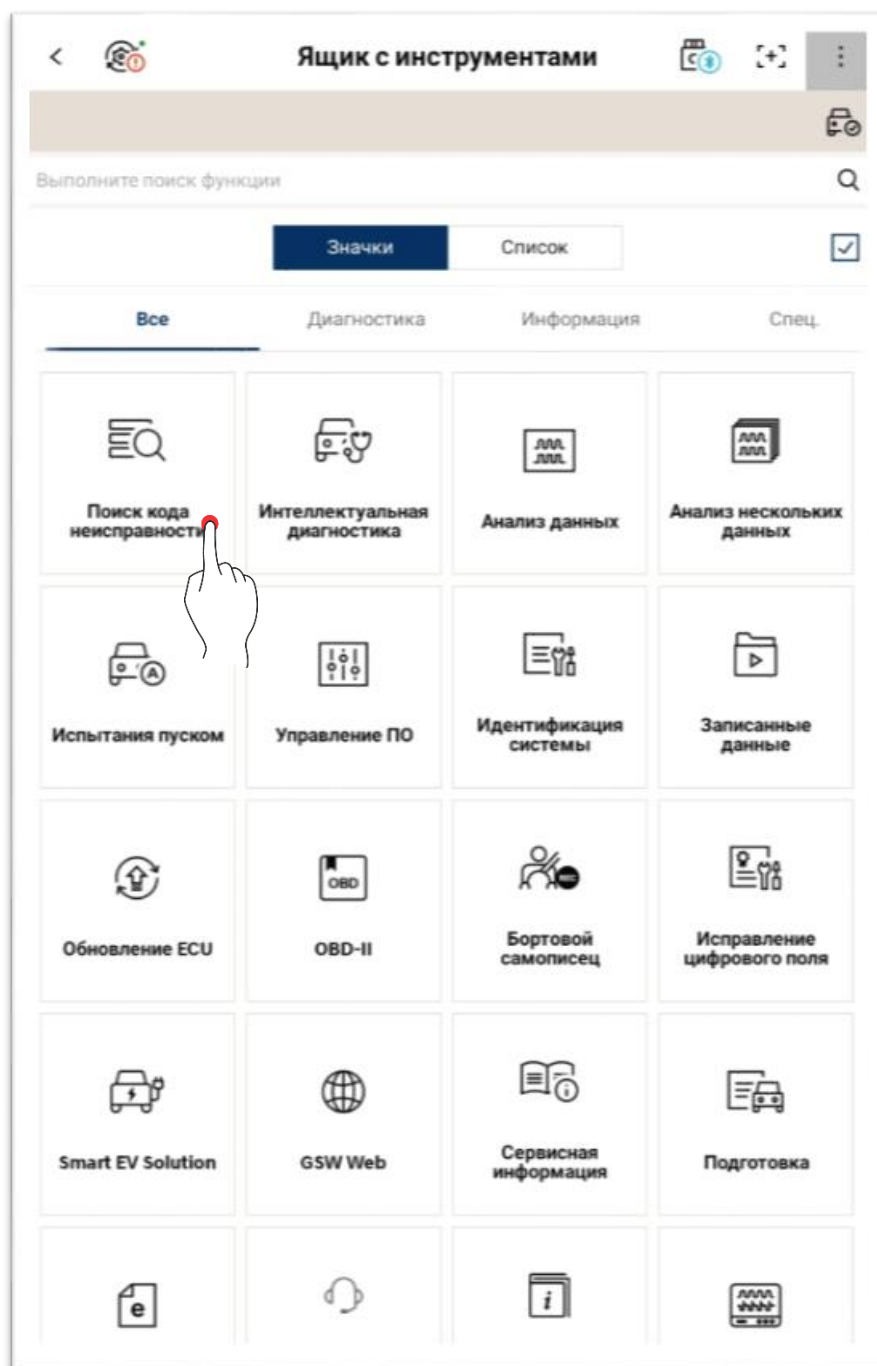 Ящик с инструментами
Выполните поиск функции
Значки
Список
Все
Диагностика
Информация
Спец.
Поиск кода
неисправности
Интеллектуальная
диагностика
Анализ данных
Анализ нескольких
данных
A
Испытания пуском
Управление ПО
Идентификация
системы
Записанные
данные
Обновление ECU
OBD
OBD-II
Бортовой
самописец
Исправление
цифрового поля
Smart EV Solution
GSW Web
Сервисная
информация
Подготовка
e
i